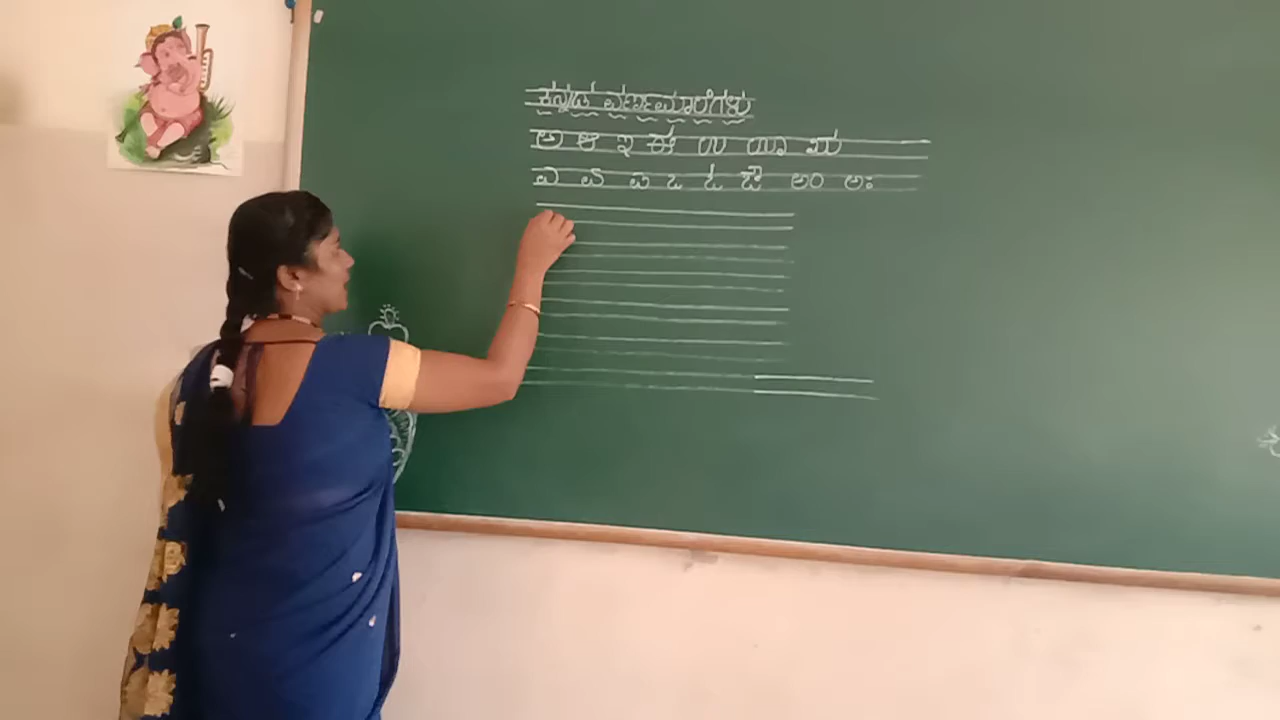 ಕನ್ನಡ ವರ್ಣಮಾಲೆಗಳು
ಅ ಆ ಇ ಈ ಉ ಊ ಋ
ಎ ಏ ಐ ಒ ಓ ಔ ಅಂ ಅಃ